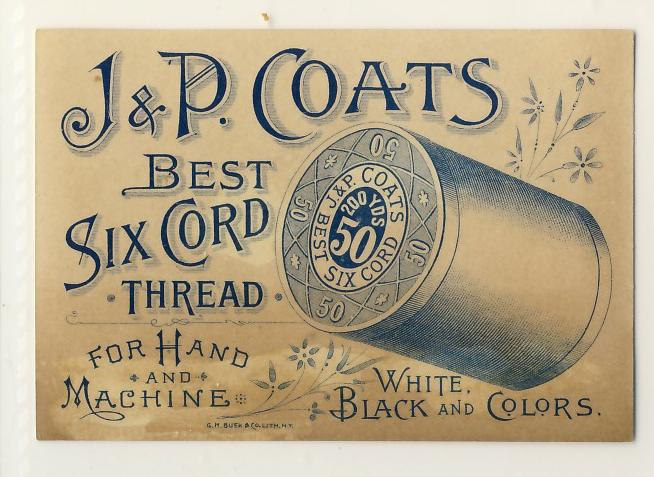 J & P. COATS
BEST
SIX CORD
THREAD
FOR HAND
AND
MACHINE
WHITE,
BLACK AND COLORS.
50
50
50
50
J. & P. COATS
200 YDS
50
BEST SIX CORD
G.H. BUEK & CO. LITH. N.Y.